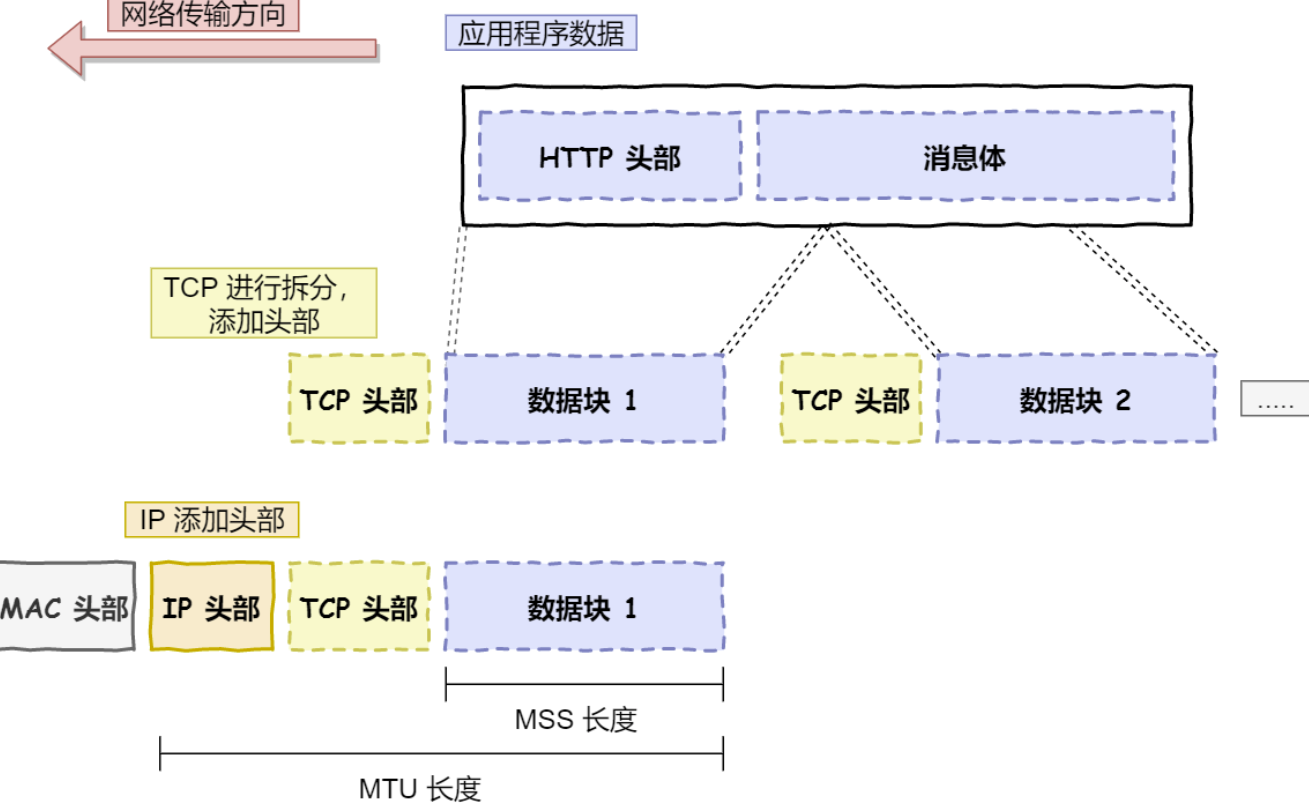 网络传输方向
应用程序数据
HTTP 头部
消息体
TCP 进行拆分，
添加头部
TCP 头部
数据块 1
TCP 头部
数据块 2
.....
IP 添加头部
MAC 头部
IP 头部
TCP 头部
数据块 1
MSS 长度
MTU 长度